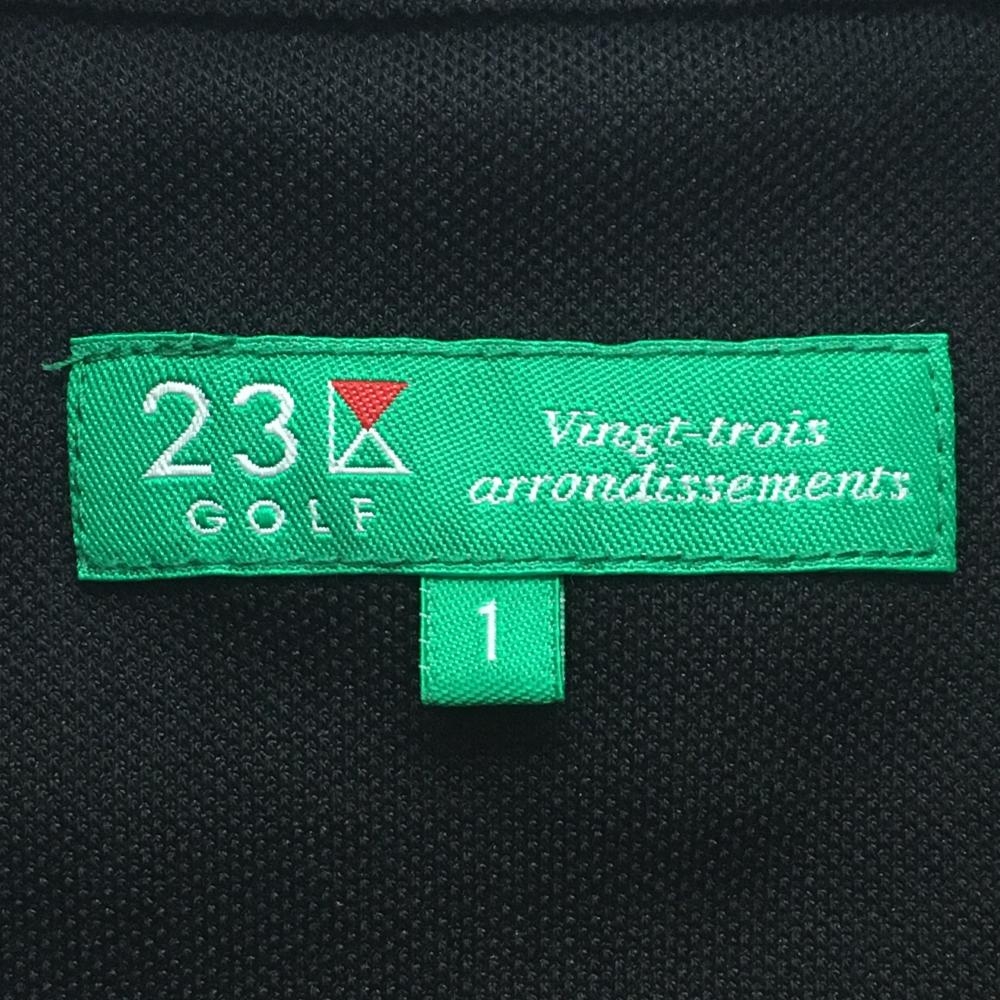 23
GOLF
Vingt-trois
arrondissements
1